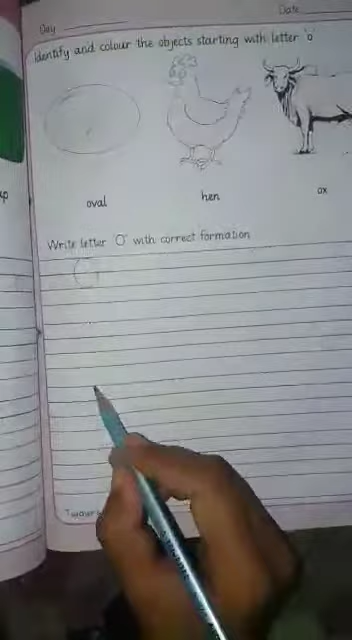 Date
Day
Identify and colour the objects starting with letter 'o'
oval
hen
ox
Write letter 'O' with correct formation
O